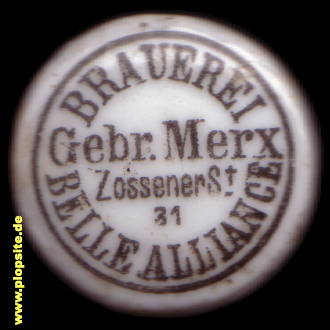 BRAUEREI
Gebr. Merx
Zossener St
31
BELLE ALLIANCE
www.plopsite.de